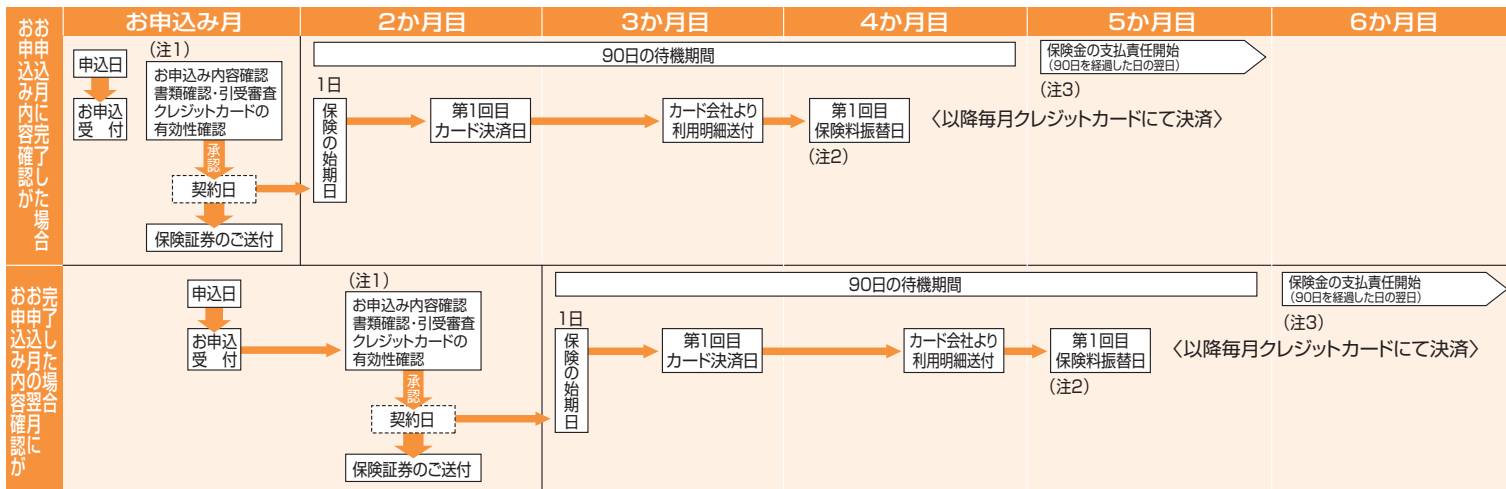 お申込み月
2か月目
3か月目
4か月目
5か月目
6か月目
お申込み内容確認が
お申込月に完了した場合
申込日
お申込
受 付
(注1)
お申込み内容確認
書類確認・引受審査
クレジットカードの
有効性確認
承認
契約日
保険証券のご送付
90日の待機期間
1日
保険の始期日
第1回目
カード決済日
カード会社より
利用明細送付
第1回目
保険料振替日
(注2)
保険金の支払責任開始
(90日を経過した日の翌日)
(注3)
〈以降毎月クレジットカードにて決済〉
お申込み内容確認が
お申込月の翌月に
完了した場合
申込日
お申込
受 付
(注1)
お申込み内容確認
書類確認・引受審査
クレジットカードの
有効性確認
承認
契約日
保険証券のご送付
90日の待機期間
1日
保険の始期日
第1回目
カード決済日
カード会社より
利用明細送付
第1回目
保険料振替日
(注2)
保険金の支払責任開始
(90日を経過した日の翌日)
(注3)
〈以降毎月クレジットカードにて決済〉